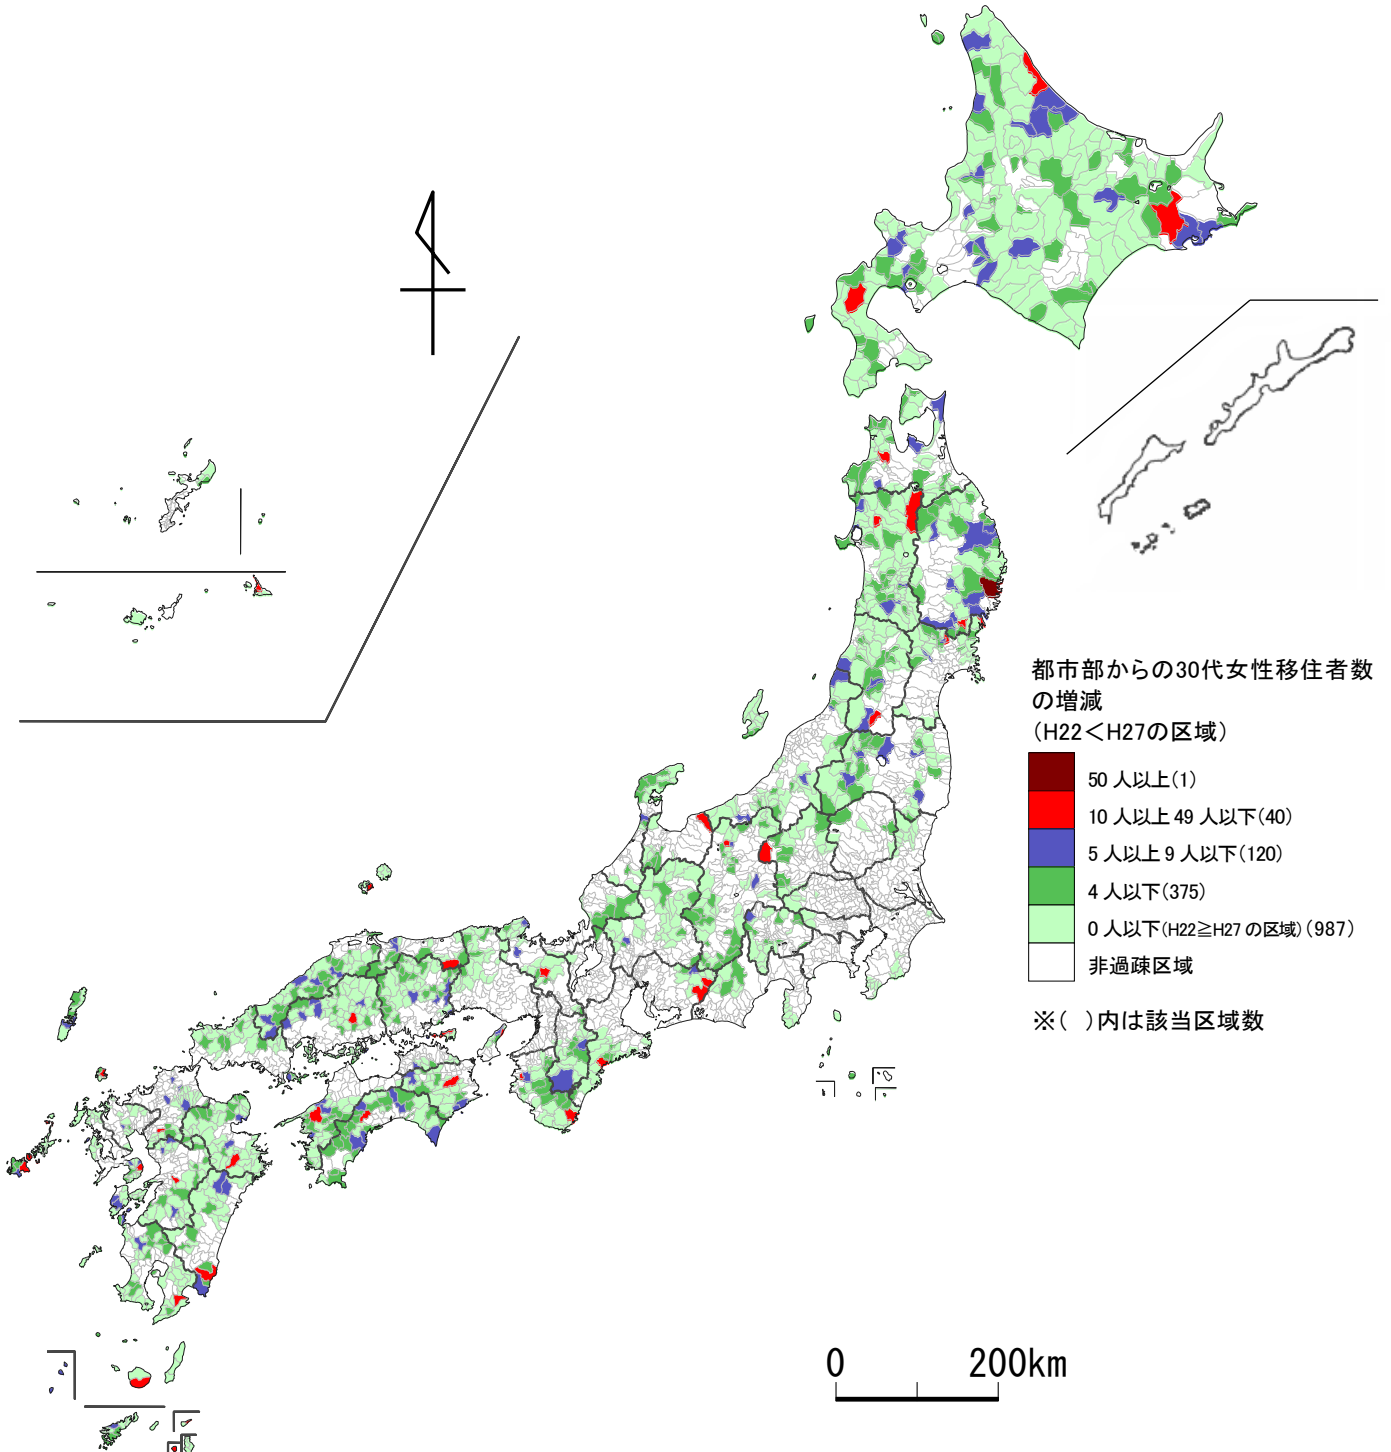 都市部からの30代女性移住者数
の増減
(H22<H27の区域)
50 人以上(1)
10 人以上 49 人以下(40)
5 人以上 9 人以下(120)
4 人以下(375)
0 人以下(H22≧H27 の区域)(987)
非過疎区域
※( )内は該当区域数
0 200km